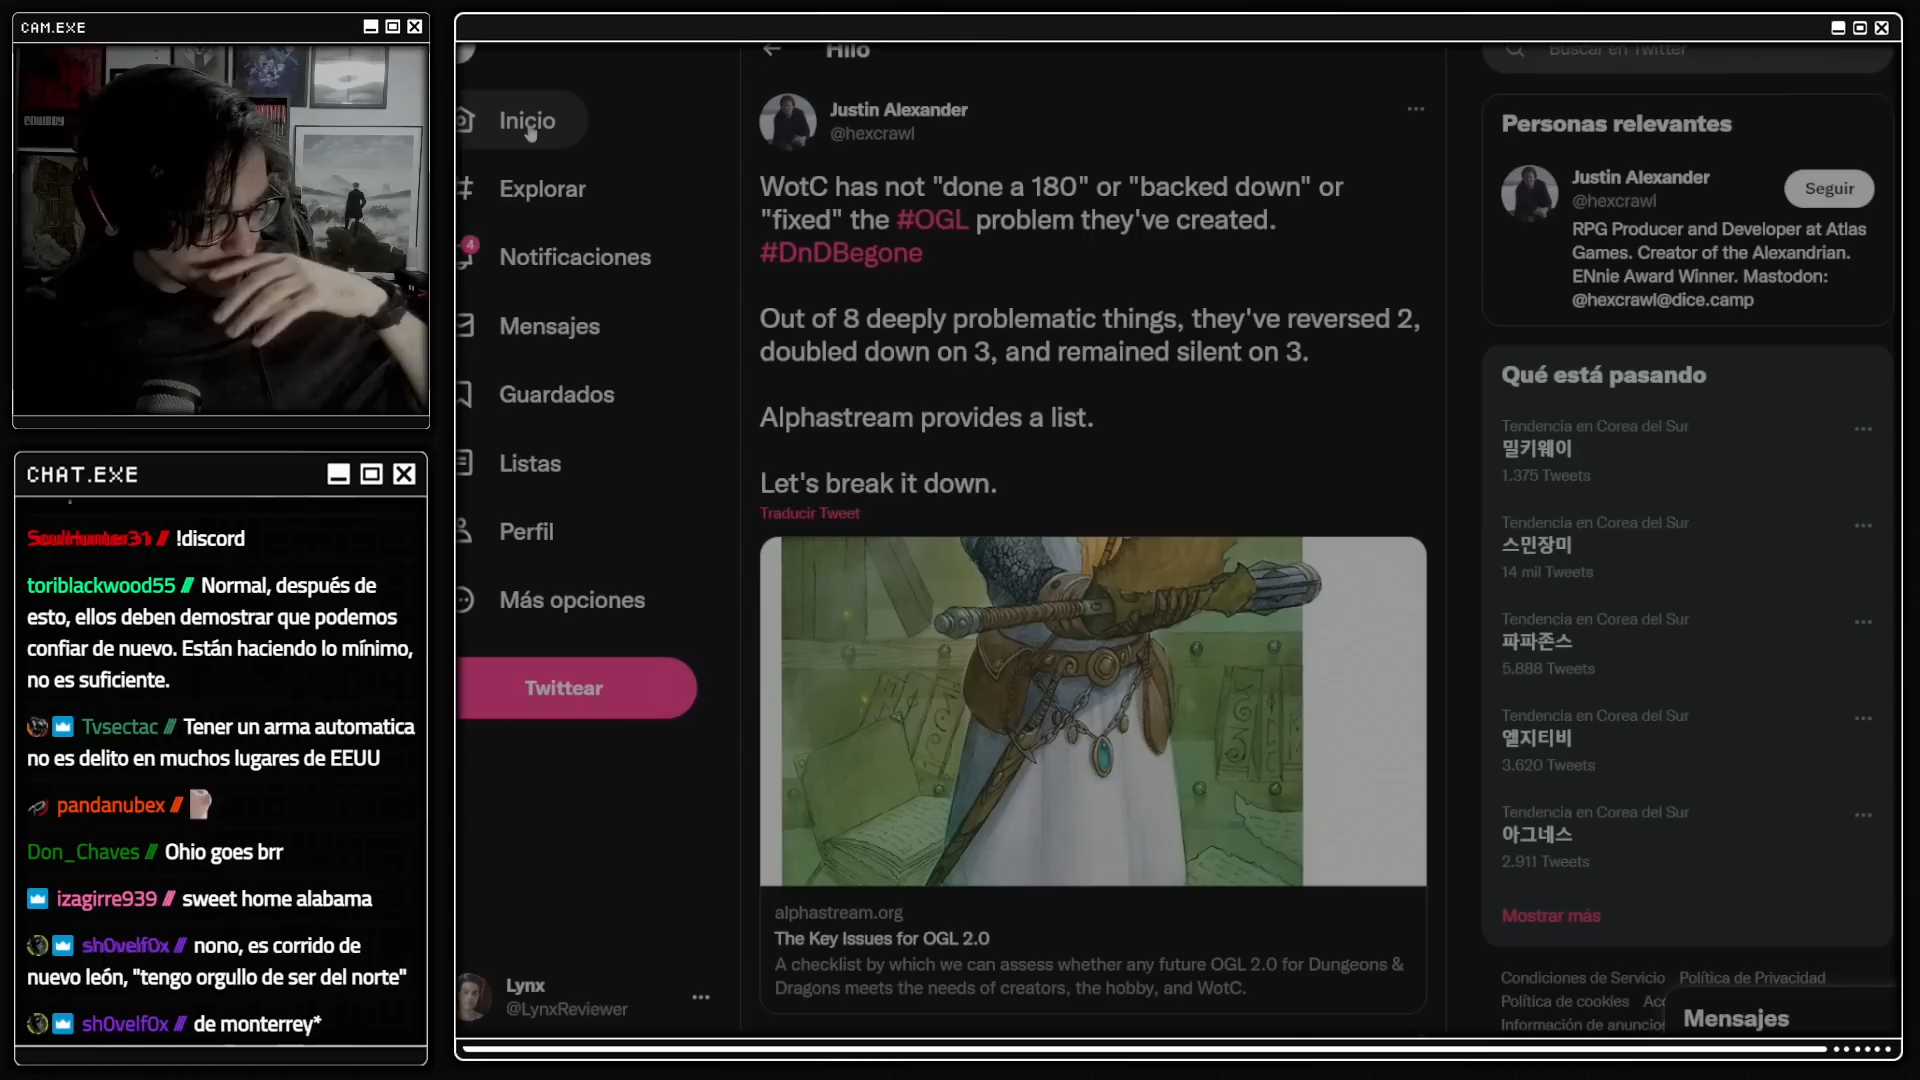 CAM.EXE
COWBOY
CHAT.EXE
SoulHunter31 // !discord
toriblackwood55 // Normal, después de
esto, ellos deben demostrar que podemos
confiar de nuevo. Están haciendo lo mínimo,
no es suficiente.
Tvsectac // Tener un arma automatica
no es delito en muchos lugares de EEUU
pandanubex //
Don_Chaves // Ohio goes brr
izagirre939 // sweet home alabama
sh0velf0x // nono, es corrido de
nuevo león, "tengo orgullo de ser del norte"
sh0velf0x // de monterrey*
Inicio
Explorar
4
Notificaciones
Mensajes
Guardados
Listas
Perfil
Más opciones
Twittear
Lynx
@LynxReviewer
Hilo
Justin Alexander
@hexcrawl
WotC has not "done a 180" or "backed down" or
"fixed" the #OGL problem they've created.
#DnDBegone
Out of 8 deeply problematic things, they've reversed 2,
doubled down on 3, and remained silent on 3.
Alphastream provides a list.
Let's break it down.
Traducir Tweet
alphastream.org
The Key Issues for OGL 2.0
A checklist by which we can assess whether any future OGL 2.0 for Dungeons &
Dragons meets the needs of creators, the hobby, and WotC.
Buscar en Twitter
Personas relevantes
Justin Alexander
@hexcrawl
Seguir
RPG Producer and Developer at Atlas
Games. Creator of the Alexandrian.
ENnie Award Winner. Mastodon:
@hexcrawl@dice.camp
Qué está pasando
Tendencia en Corea del Sur
밀키웨이
1.375 Tweets
Tendencia en Corea del Sur
스민장미
14 mil Tweets
Tendencia en Corea del Sur
파파존스
5.888 Tweets
Tendencia en Corea del Sur
엘지티비
3.620 Tweets
Tendencia en Corea del Sur
아그네스
2.911 Tweets
Mostrar más
Condiciones de Servicio Política de Privacidad
Política de cookies Acc
Información de anuncios
Mensajes